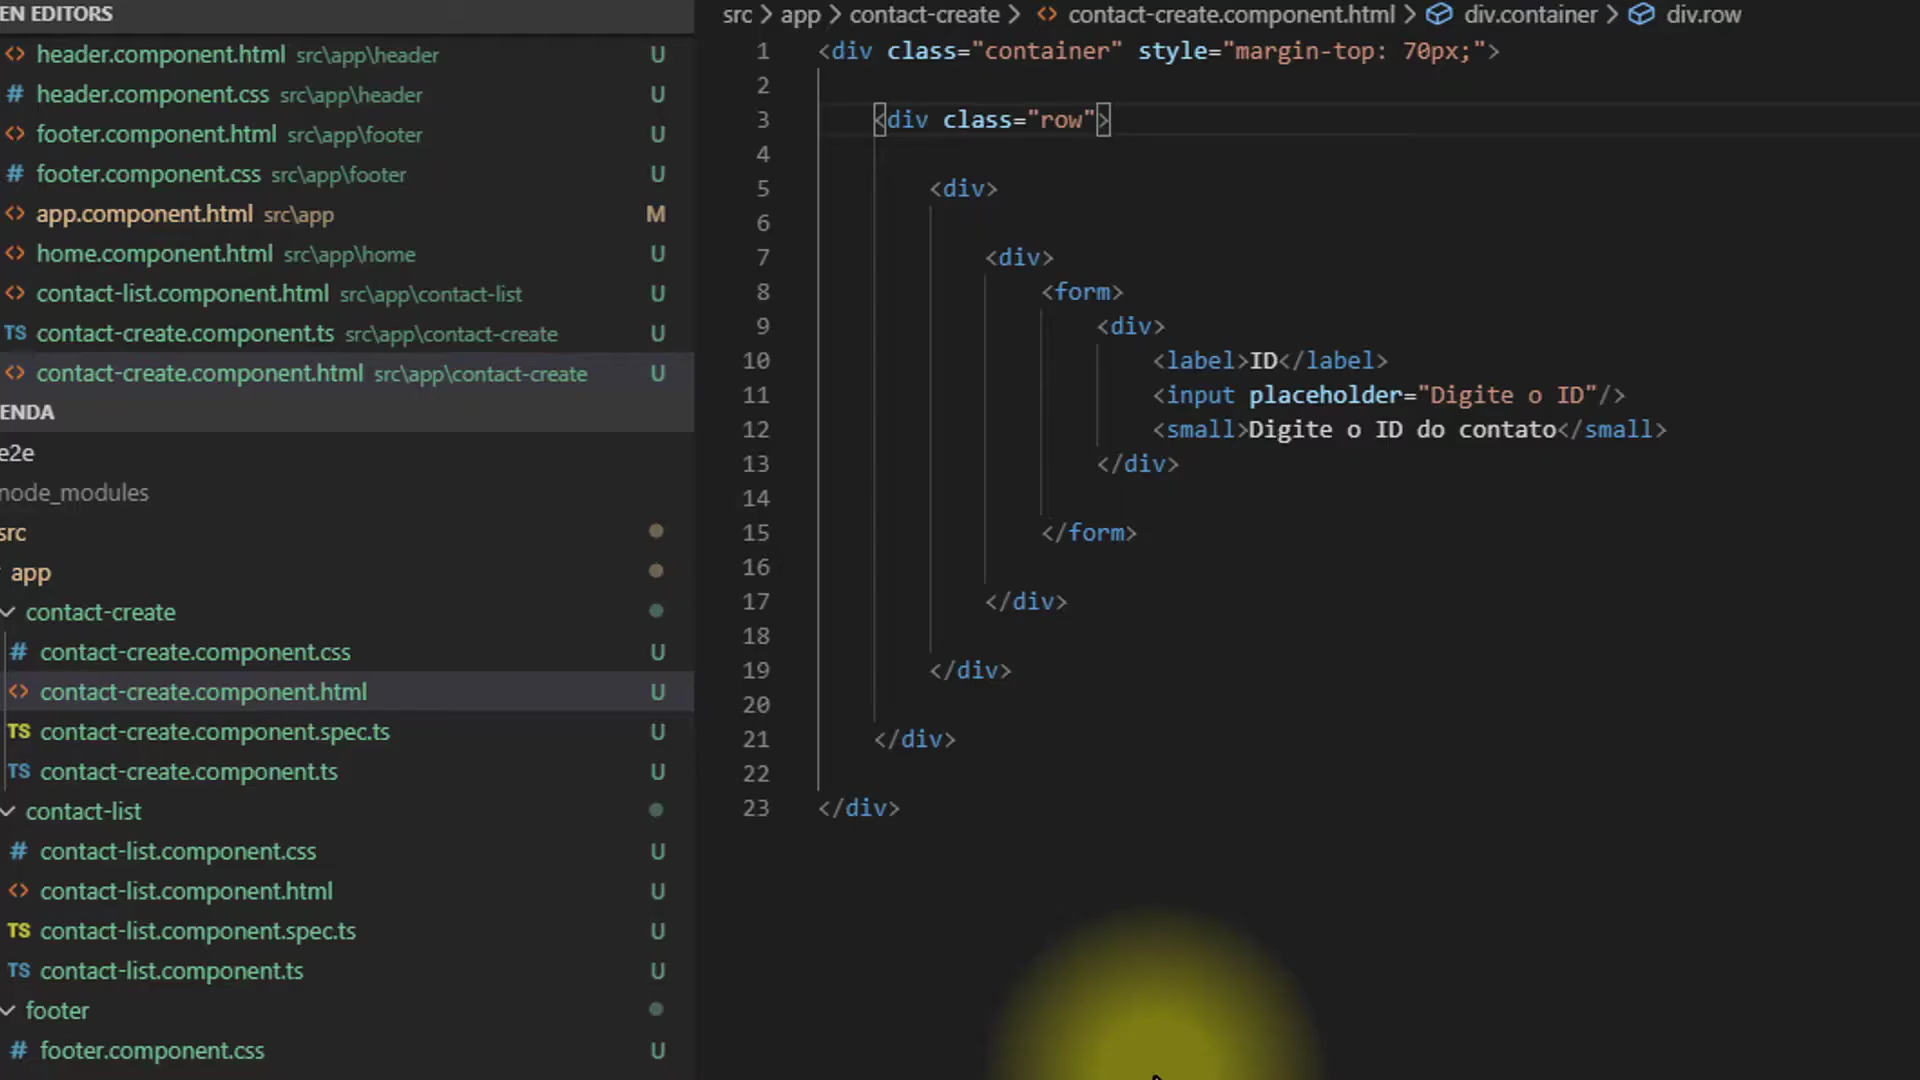 EN EDITORS
<> header.component.html src\app\header U
# header.component.css src\app\header U
<> footer.component.html src\app\footer U
# footer.component.css src\app\footer U
<> app.component.html src\app M
<> home.component.html src\app\home U
<> contact-list.component.html src\app\contact-list U
TS contact-create.component.ts src\app\contact-create U
<> contact-create.component.html src\app\contact-create U
ENDA
e2e
node_modules
src
app
contact-create
# contact-create.component.css U
<> contact-create.component.html U
TS contact-create.component.spec.ts U
TS contact-create.component.ts U
contact-list
# contact-list.component.css U
<> contact-list.component.html U
TS contact-list.component.spec.ts U
TS contact-list.component.ts U
footer
# footer.component.css U
src > app > contact-create > <> contact-create.component.html > div.container > div.row
1 <div class="container" style="margin-top: 70px;">
2
3 <div class="row">
4
5 <div>
6
7 <div>
8 <form>
9 <div>
10 <label>ID</label>
11 <input placeholder="Digite o ID"/>
12 <small>Digite o ID do contato</small>
13 </div>
14
15 </form>
16
17 </div>
18
19 </div>
20
21 </div>
22
23 </div>